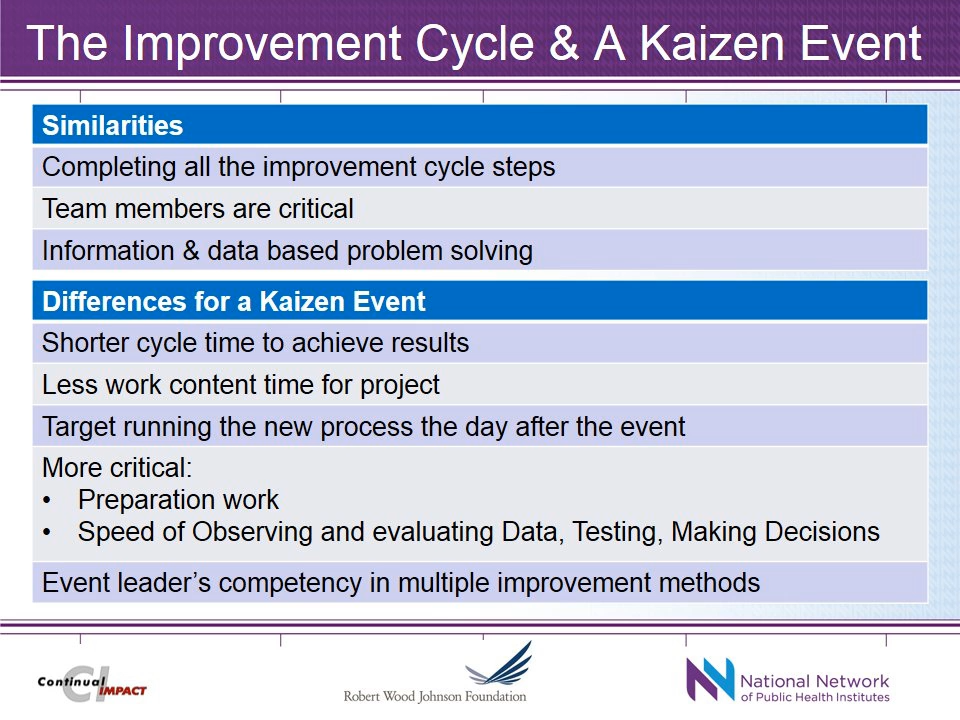 The Improvement Cycle & A Kaizen Event
Similarities
Completing all the improvement cycle steps
Team members are critical
Information & data based problem solving
Differences for a Kaizen Event
Shorter cycle time to achieve results
Less work content time for project
Target running the new process the day after the event
More critical:
• Preparation work
• Speed of Observing and evaluating Data, Testing, Making Decisions
Event leader’s competency in multiple improvement methods
CI
Continual
IMPACT
Robert Wood Johnson Foundation
National Network
of Public Health Institutes